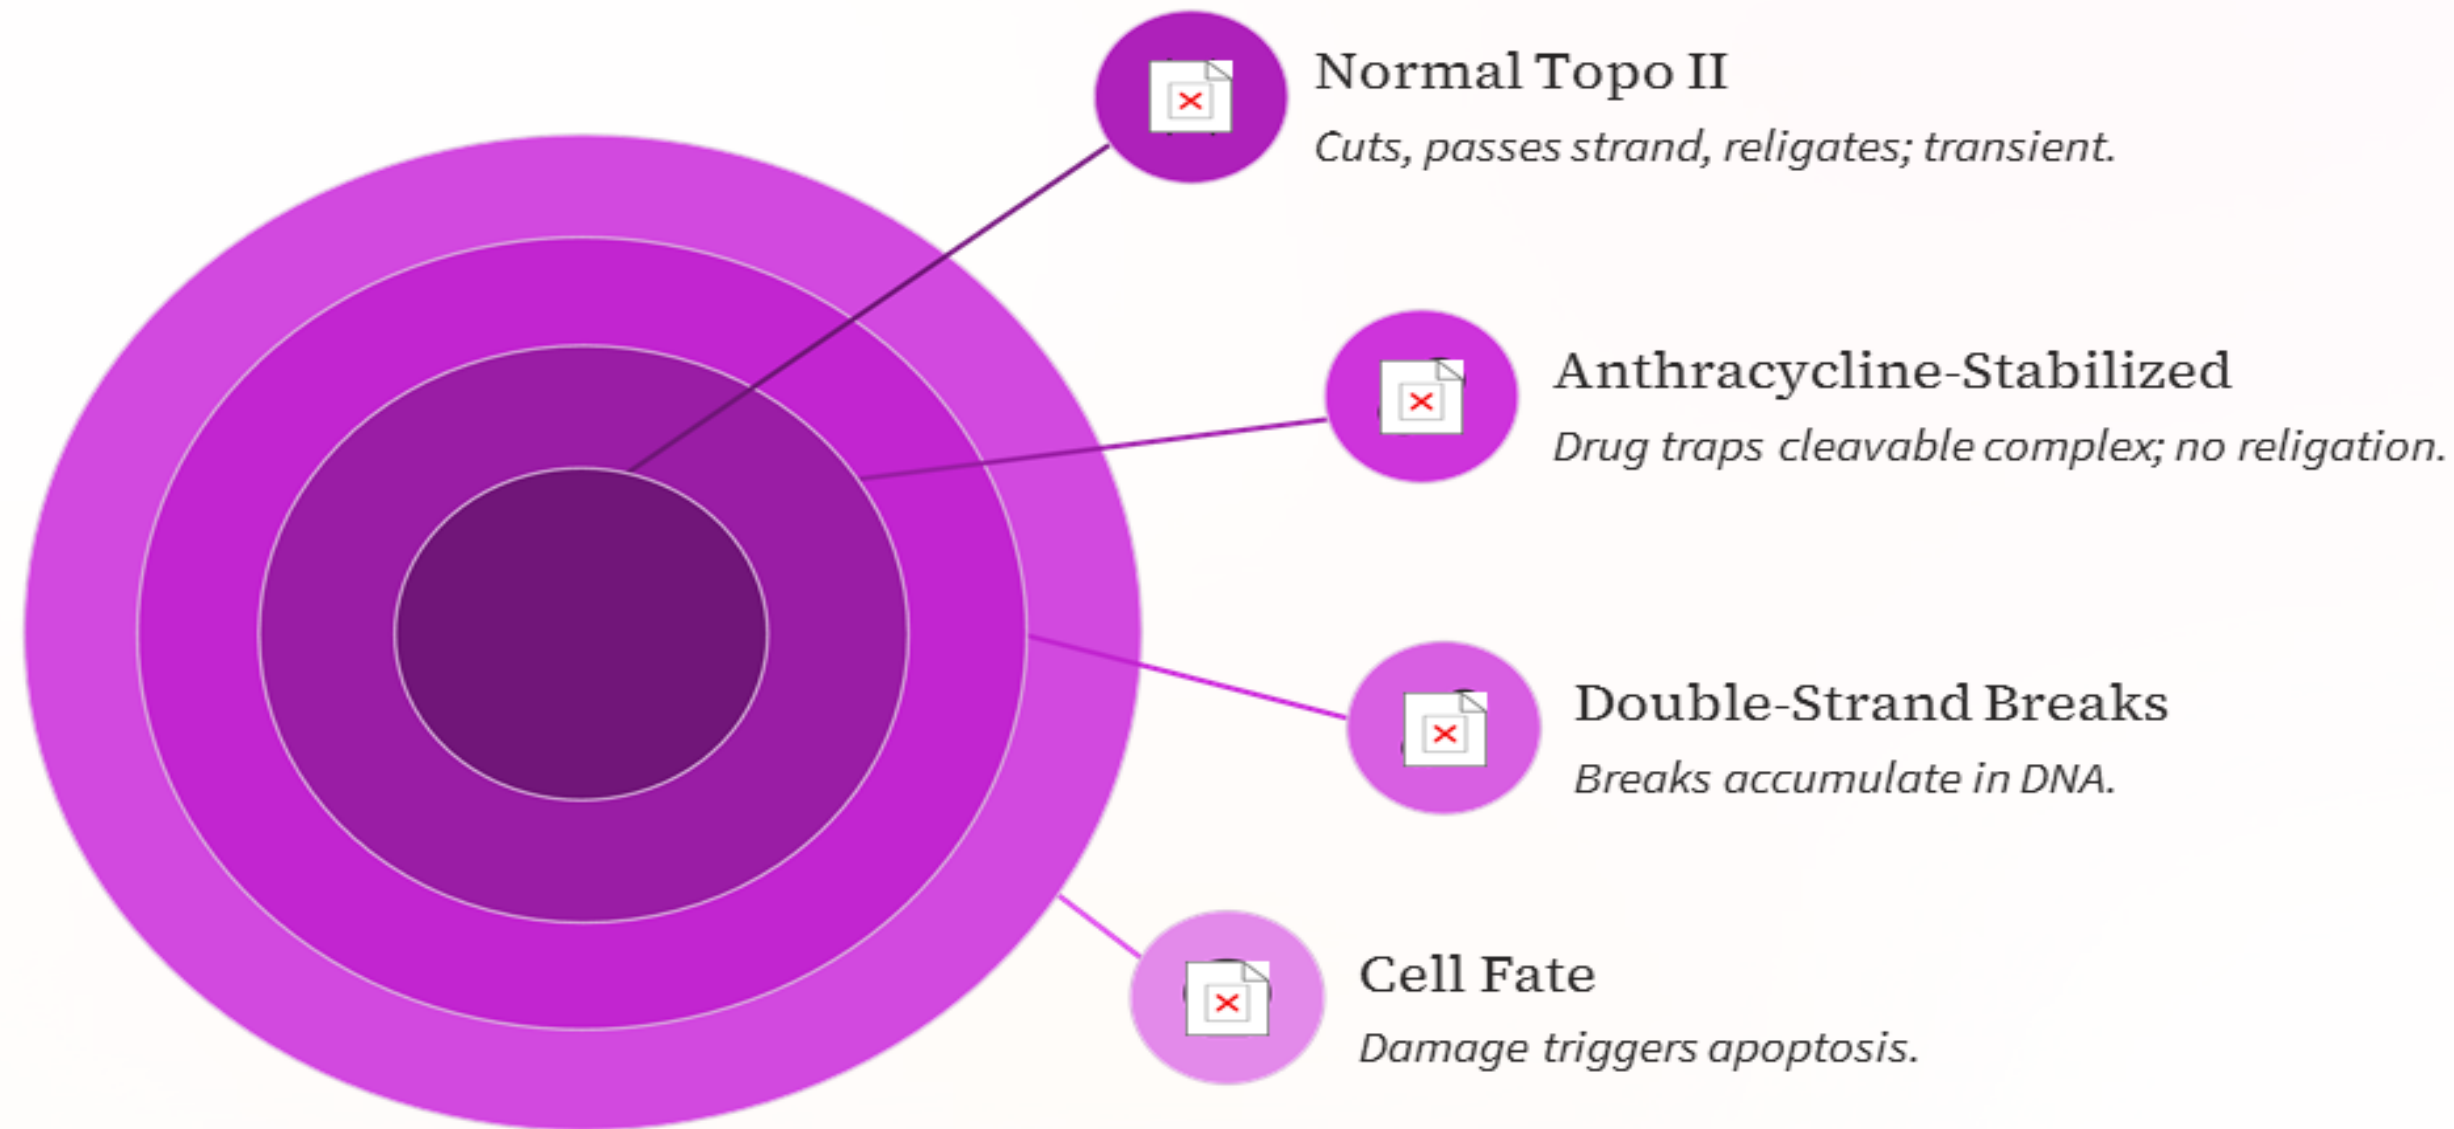 Normal Topo II
Cuts, passes strand, religates; transient.
Anthracycline-Stabilized
Drug traps cleavable complex; no religation.
Double-Strand Breaks
Breaks accumulate in DNA.
Cell Fate
Damage triggers apoptosis.